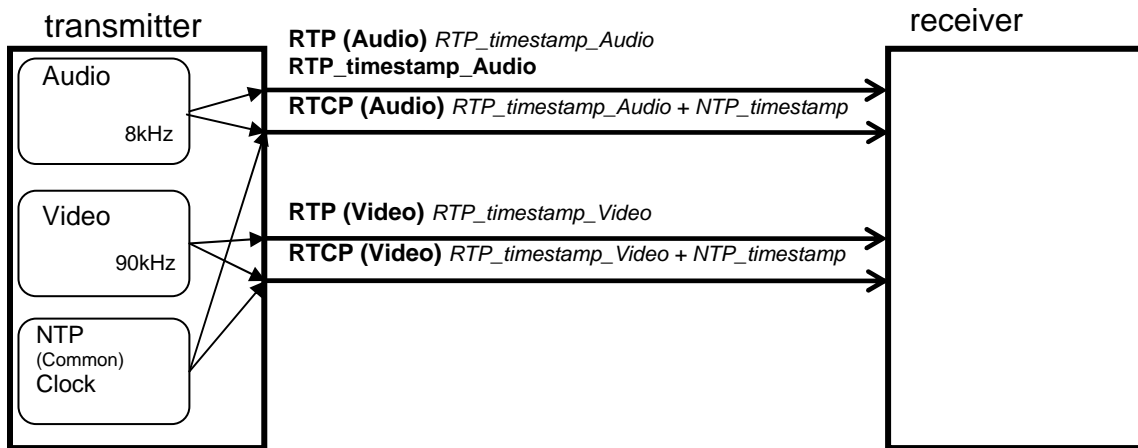 transmitter
receiver
Audio
8kHz
RTP (Audio) RTP_timestamp_Audio
RTP_timestamp_Audio
RTCP (Audio) RTP_timestamp_Audio + NTP_timestamp
Video
90kHz
RTP (Video) RTP_timestamp_Video
RTCP (Video) RTP_timestamp_Video + NTP_timestamp
NTP
(Common)
Clock